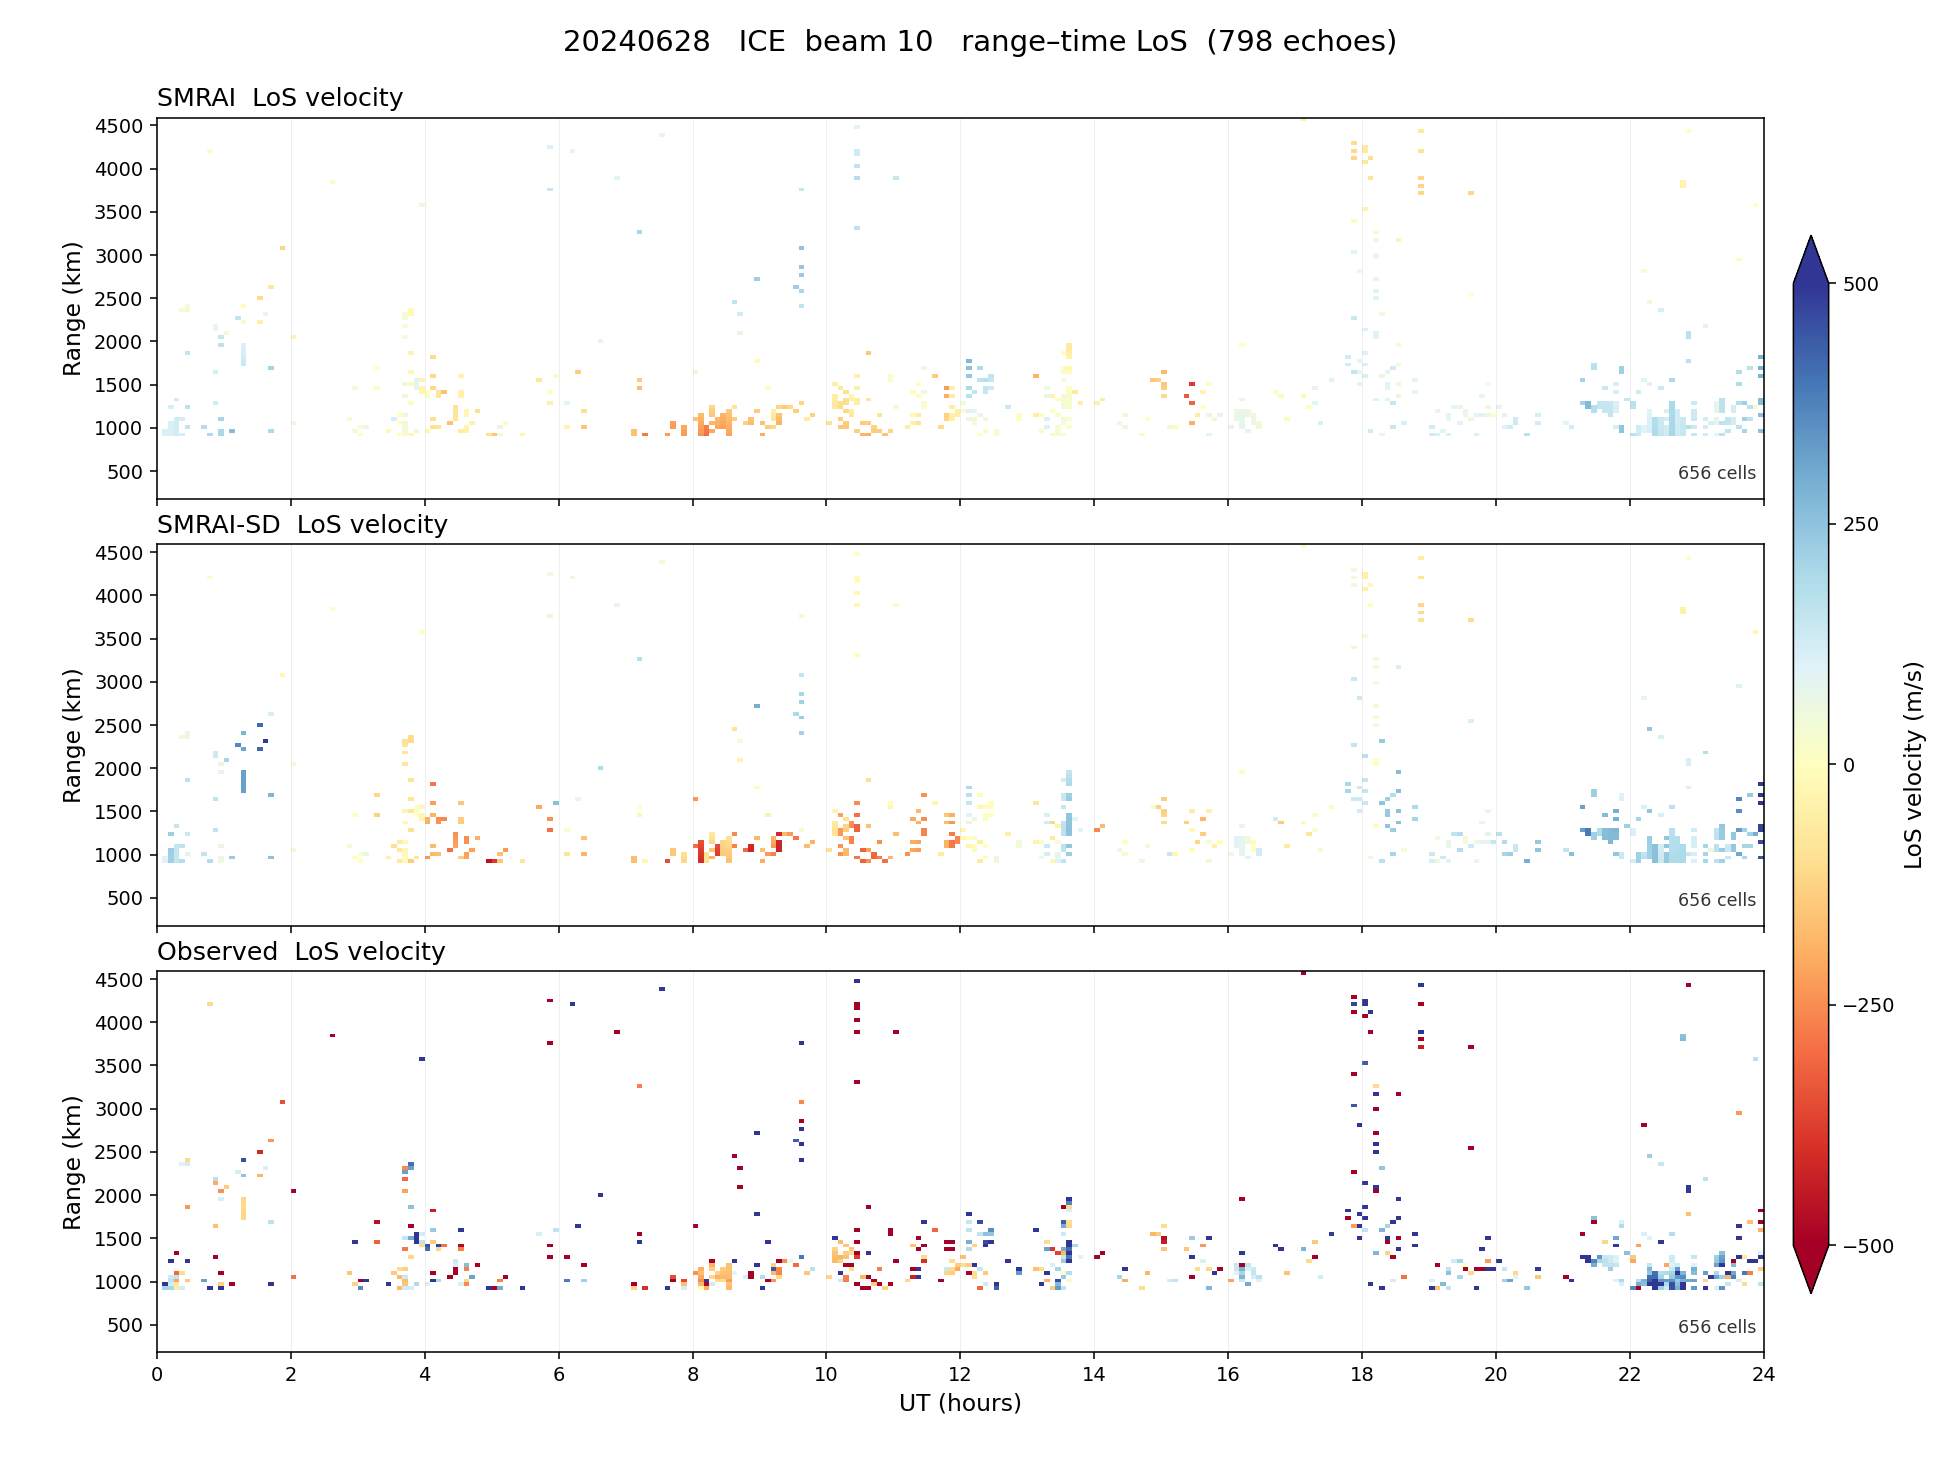 20240628   ICE  beam 10   range–time LoS  (798 echoes)
SMRAI  LoS velocity
4500
4000
3500
3000
2500
2000
1500
1000
500
Range (km)
656 cells
SMRAI-SD  LoS velocity
4500
4000
3500
3000
2500
2000
1500
1000
500
Range (km)
656 cells
Observed  LoS velocity
4500
4000
3500
3000
2500
2000
1500
1000
500
Range (km)
656 cells
0 2 4 6 8 10 12 14 16 18 20 22 24
UT (hours)
500
250
0
−250
−500
LoS velocity (m/s)